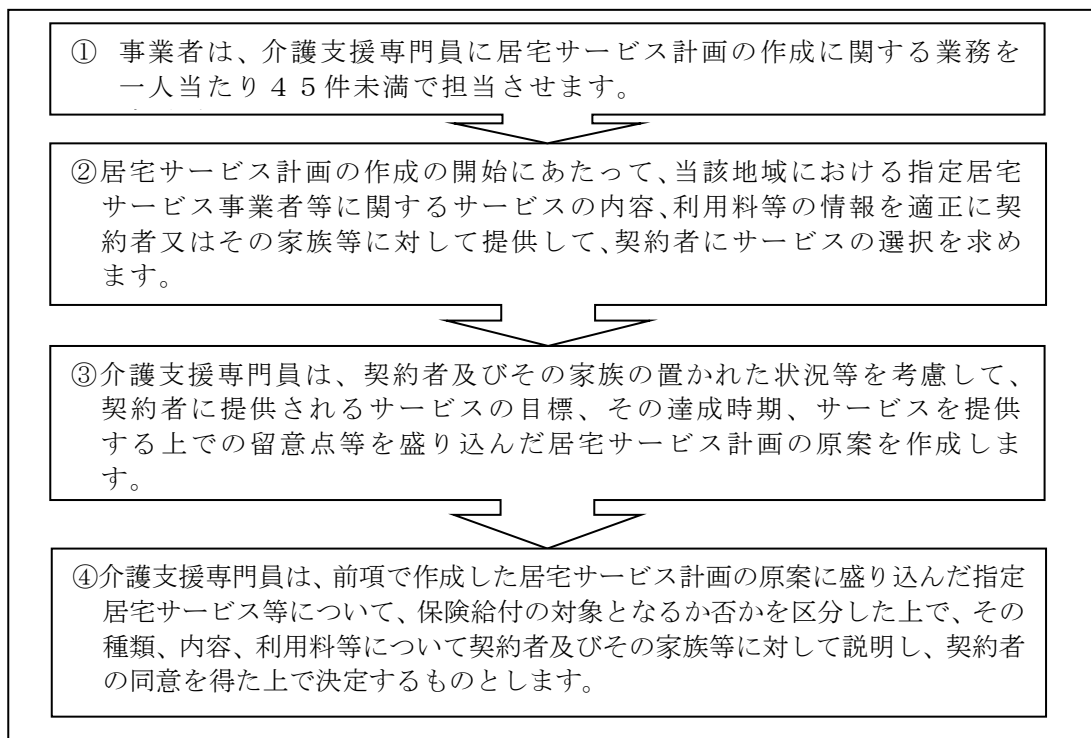 ① 事業者は、介護支援専門員に居宅サービス計画の作成に関する業務を
一人当たり４５件未満で担当させます。
②居宅サービス計画の作成の開始にあたって、当該地域における指定居宅
サービス事業者等に関するサービスの内容、利用料等の情報を適正に契
約者又はその家族等に対して提供して、契約者にサービスの選択を求め
ます。
③介護支援専門員は、契約者及びその家族の置かれた状況等を考慮して、
契約者に提供されるサービスの目標、その達成時期、サービスを提供
する上での留意点等を盛り込んだ居宅サービス計画の原案を作成しま
す。
④介護支援専門員は、前項で作成した居宅サービス計画の原案に盛り込んだ指定
居宅サービス等について、保険給付の対象となるか否かを区分した上で、その
種類、内容、利用料等について契約者及びその家族等に対して説明し、契約者
の同意を得た上で決定するものとします。